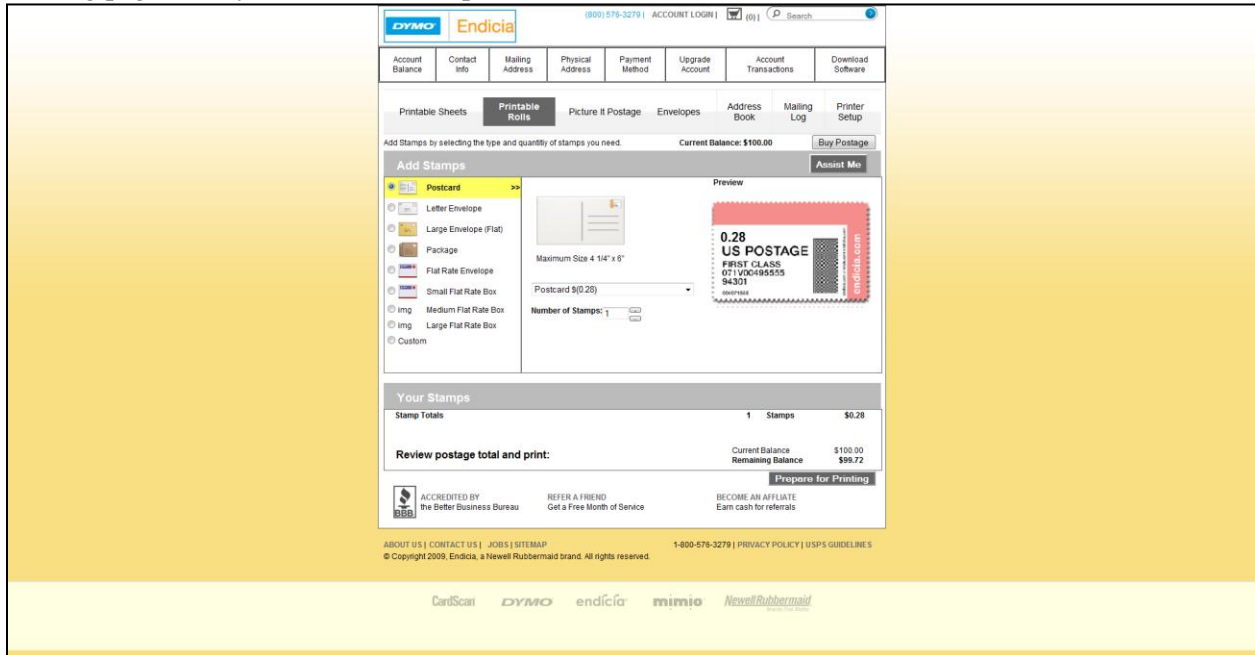 DYMO Endicia
(800) 576-3279 | ACCOUNT LOGIN | (0) | Search
Account Balance
Contact Info
Mailing Address
Physical Address
Payment Method
Upgrade Account
Account Transactions
Download Software
Printable Sheets
Printable Rolls
Picture It Postage
Envelopes
Address Book
Mailing Log
Printer Setup
Add Stamps by selecting the type and quantitiy of stamps you need.
Current Balance: $100.00
Buy Postage
Add Stamps
Assist Me
Postcard >>
Letter Envelope
Large Envelope (Flat)
Package
Flat Rate Envelope
Small Flat Rate Box
img Medium Flat Rate Box
img Large Flat Rate Box
Custom
Maximum Size 4 1/4" x 6"
Postcard $(0.28)
Number of Stamps: 1
Preview
0.28
US POSTAGE
FIRST CLASS
071V00495555
94301
endicia.com
Your Stamps
Stamp Totals 1 Stamps $0.28
Review postage total and print:
Current Balance $100.00
Remaining Balance $99.72
Prepare for Printing
BBB
ACCREDITED BY
the Better Business Bureau
REFER A FRIEND
Get a Free Month of Service
BECOME AN AFFLIATE
Earn cash for referrals
ABOUT US | CONTACT US | JOBS | SITEMAP
1-800-576-3279 | PRIVACY POLICY | USPS GUIDELINES
© Copyright 2009, Endicia, a Newell Rubbermaid brand. All rights reserved.
CardScan DYMO endicia mimio NewellRubbermaid